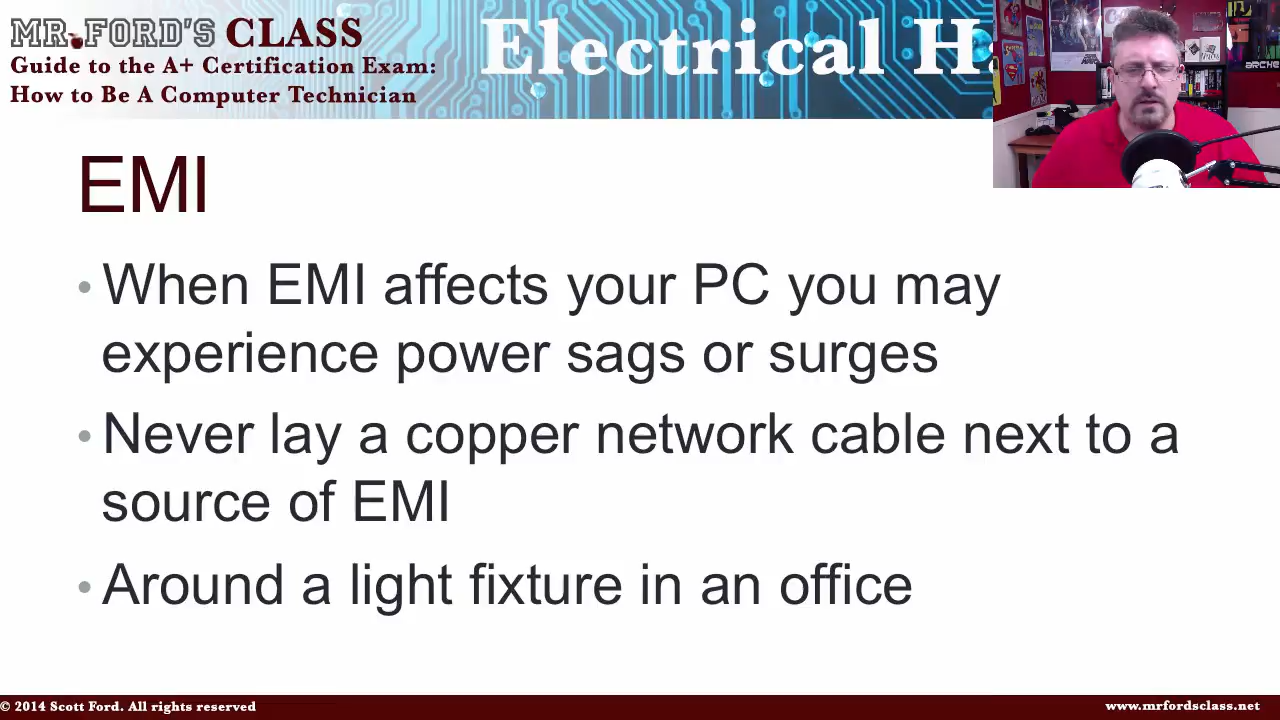 MR. FORD'S CLASS
Guide to the A+ Certification Exam:
How to Be A Computer Technician
Electrical Ha
EMI
• When EMI affects your PC you may
experience power sags or surges
• Never lay a copper network cable next to a
source of EMI
• Around a light fixture in an office
© 2014 Scott Ford. All rights reserved
www.mrfordsclass.net